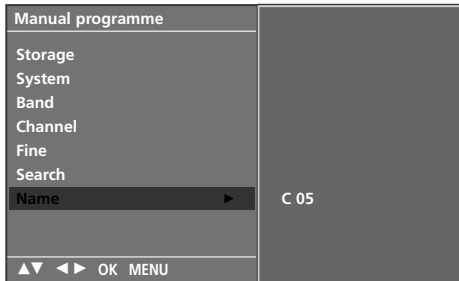 Manual programme
Storage
System
Band
Channel
Fine
Search
Name ► C 05
▲▼ ◄► OK MENU